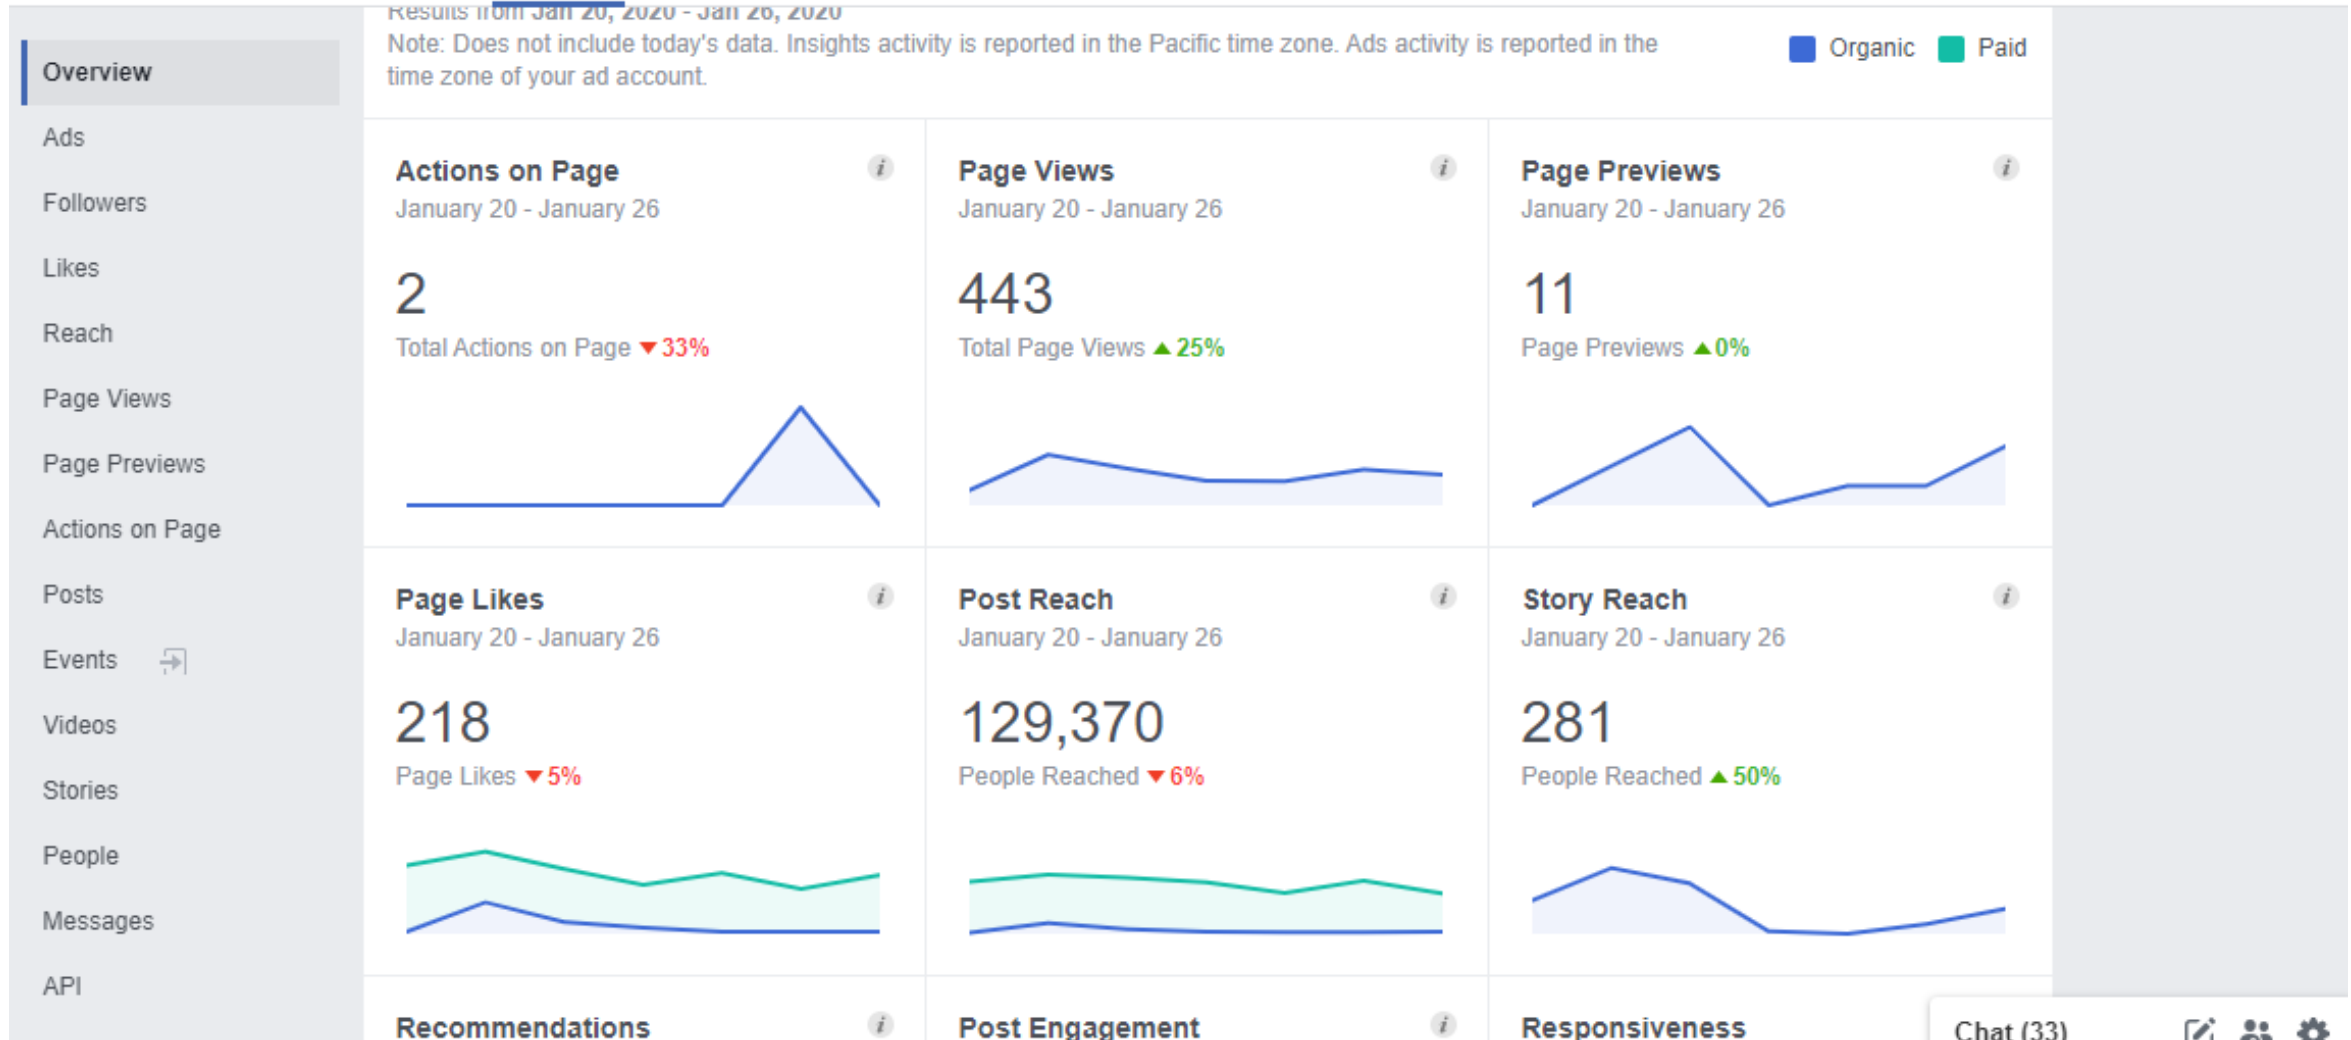 Results from Jan 20, 2020 - Jan 26, 2020
Note: Does not include today's data. Insights activity is reported in the Pacific time zone. Ads activity is reported in the
time zone of your ad account.
Organic
Paid
Overview
Ads
Followers
Likes
Reach
Page Views
Page Previews
Actions on Page
Posts
Events
Videos
Stories
People
Messages
API
Actions on Page
January 20 - January 26
2
Total Actions on Page ▼33%
Page Views
January 20 - January 26
443
Total Page Views ▲25%
Page Previews
January 20 - January 26
11
Page Previews ▲0%
Page Likes
January 20 - January 26
218
Page Likes ▼5%
Post Reach
January 20 - January 26
129,370
People Reached ▼6%
Story Reach
January 20 - January 26
281
People Reached ▲50%
Recommendations
Post Engagement
Responsiveness
Chat (33)